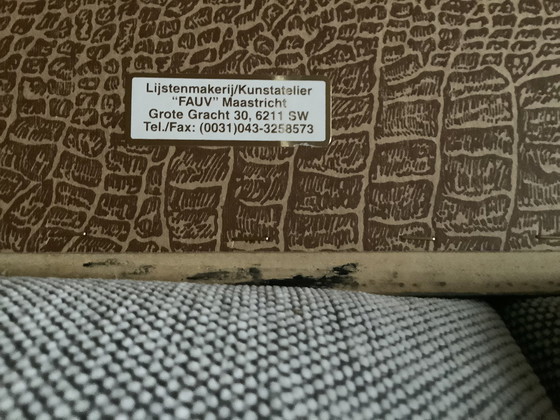 Lijstenmakerij/Kunstatelier
"FAUV" Maastricht
Grote Gracht 30, 6211 SW
Tel./Fax: (0031)043-3258573